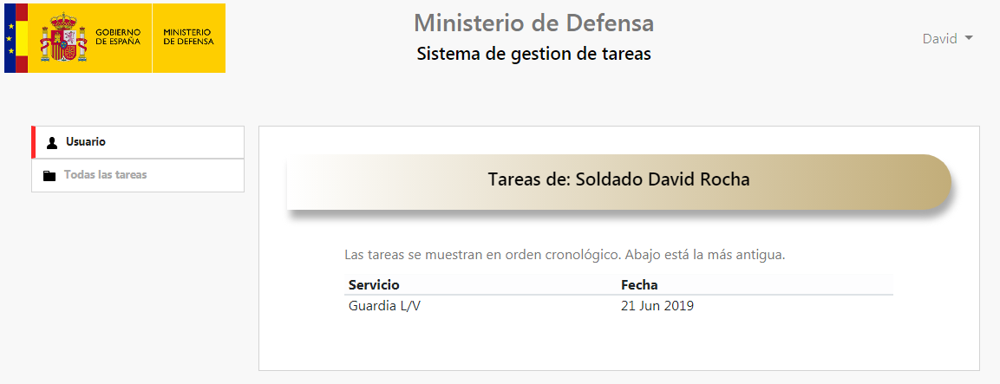 GOBIERNO
DE ESPAÑA
MINISTERIO
DE DEFENSA
Ministerio de Defensa
Sistema de gestion de tareas
David
Usuario
Todas las tareas
Tareas de: Soldado David Rocha
Las tareas se muestran en orden cronológico. Abajo está la más antigua.
Servicio Fecha
Guardia L/V 21 Jun 2019